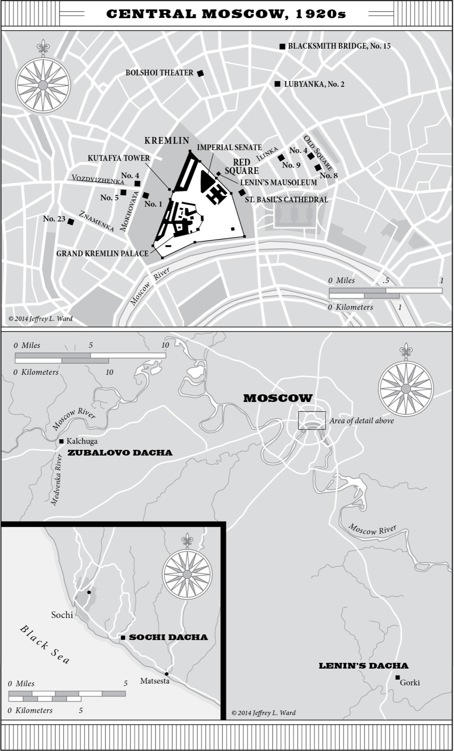 CENTRAL MOSCOW, 1920s
BLACKSMITH BRIDGE, No. 15
BOLSHOI THEATER
LUBYANKA, No. 2
KREMLIN
IMPERIAL SENATE
ILINKA
No. 4
OLD SQUARE
No. 9
No. 8
KUTAFYA TOWER
RED
SQUARE
No. 4
VOZDVIZHENKA
LENIN'S MAUSOLEUM
No. 5
MOKHOVAYA
No. 1
ST. BASIL'S CATHEDRAL
No. 23
ZNAMENKA
GRAND KREMLIN PALACE
Moscow River
0 Miles .5 1
0 Kilometers 1
© 2014 Jeffrey L. Ward
0 Miles 5 10
0 Kilometers 10
MOSCOW
Area of detail above
Moscow River
Kalchuga
ZUBALOVO DACHA
Medvenka River
Moscow River
Sochi
Black Sea
SOCHI DACHA
Matsesta
0 Miles 5
0 Kilometers 5
LENIN'S DACHA
Gorki
© 2014 Jeffrey L. Ward